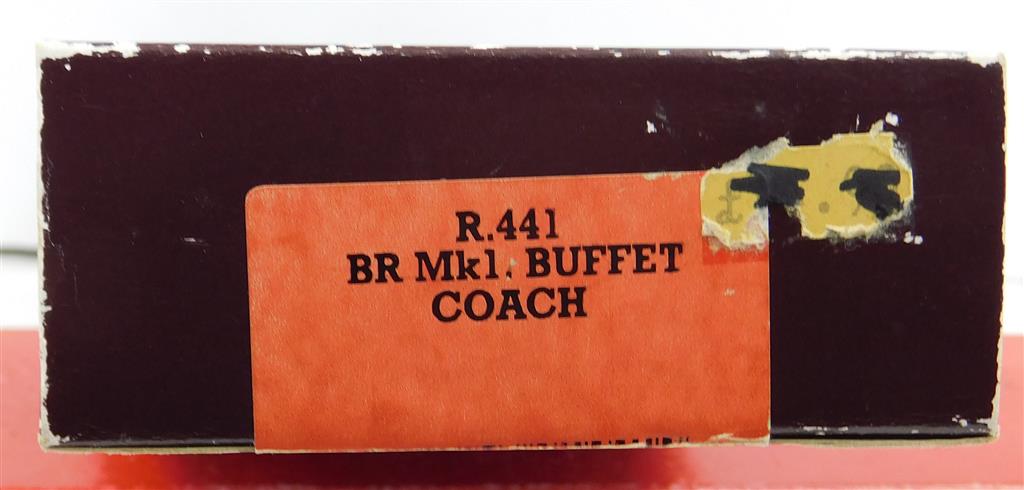 R.441
BR Mk1. BUFFET
COACH